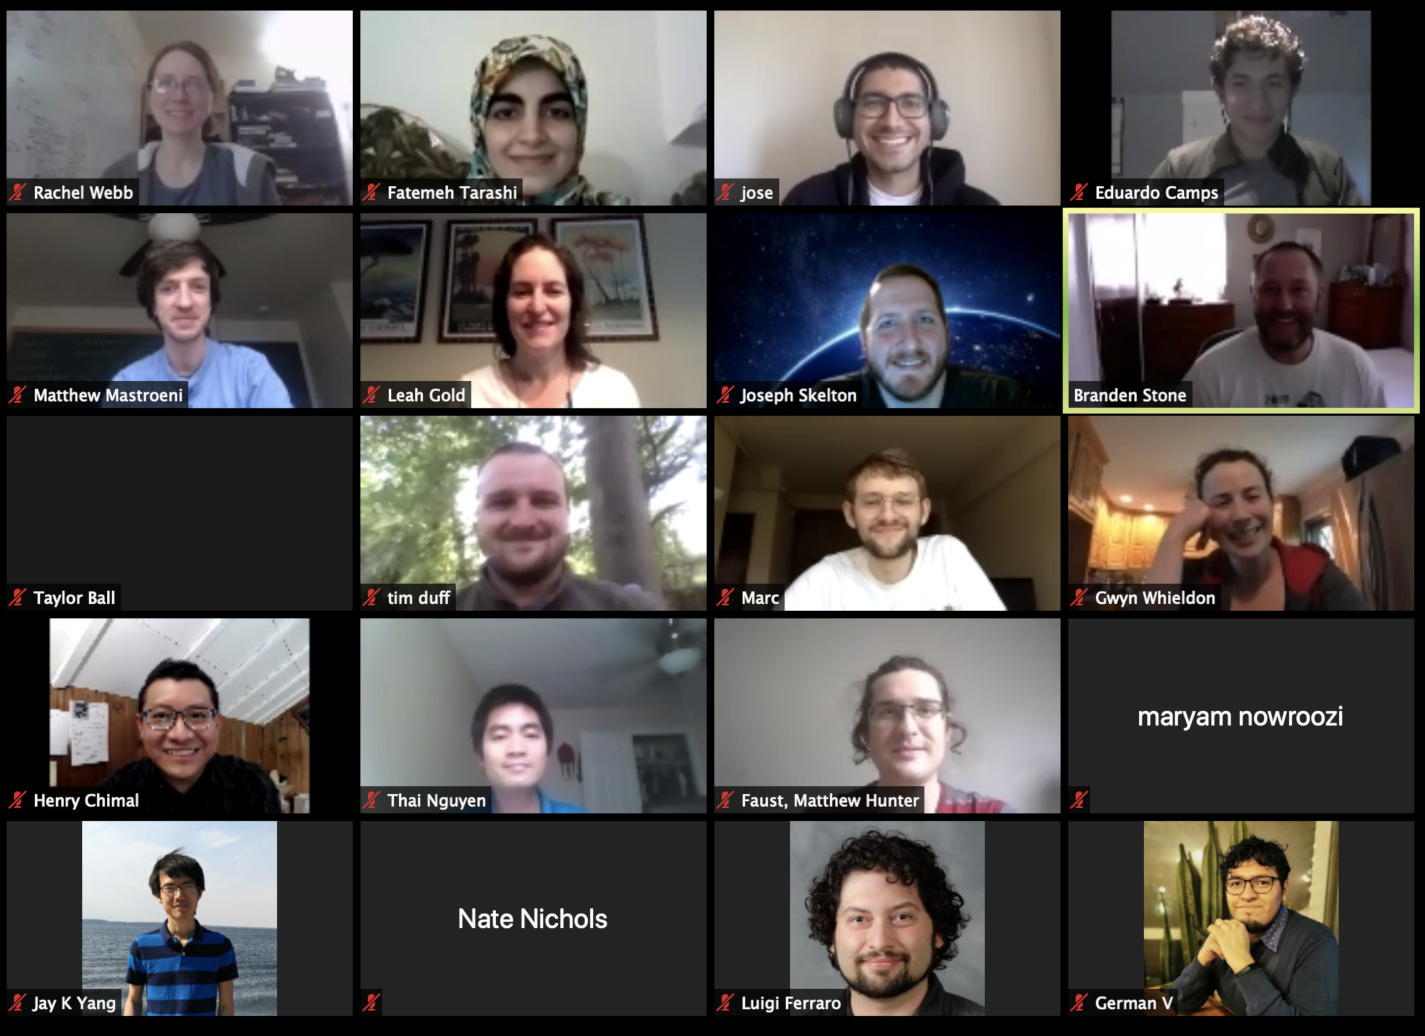 Rachel Webb
Fatemeh Tarashi
jose
Eduardo Camps
Matthew Mastroeni
Leah Gold
Joseph Skelton
Branden Stone
Taylor Ball
tim duff
Marc
Gwyn Whieldon
Henry Chimal
Thai Nguyen
Faust, Matthew Hunter
maryam nowroozi
Jay K Yang
Nate Nichols
Luigi Ferraro
German V